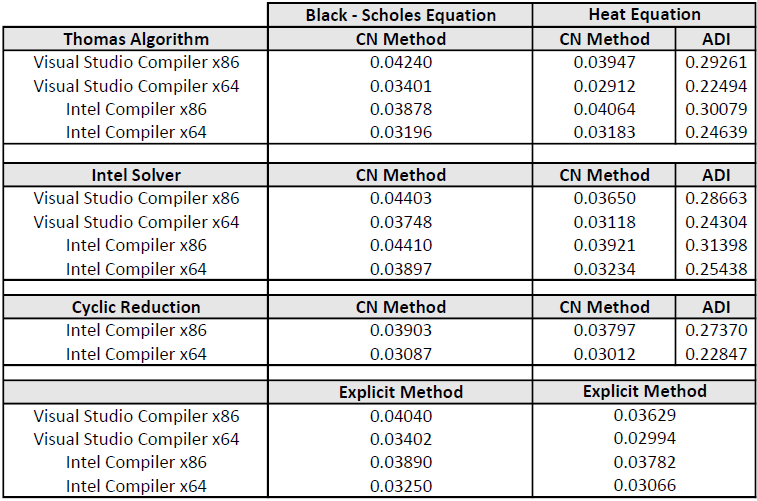 Black - Scholes Equation Heat Equation
Thomas Algorithm CN Method CN Method ADI
Visual Studio Compiler x86 0.04240 0.03947 0.29261
Visual Studio Compiler x64 0.03401 0.02912 0.22494
Intel Compiler x86 0.03878 0.04064 0.30079
Intel Compiler x64 0.03196 0.03183 0.24639
Intel Solver CN Method CN Method ADI
Visual Studio Compiler x86 0.04403 0.03650 0.28663
Visual Studio Compiler x64 0.03748 0.03118 0.24304
Intel Compiler x86 0.04410 0.03921 0.31398
Intel Compiler x64 0.03897 0.03234 0.25438
Cyclic Reduction CN Method CN Method ADI
Intel Compiler x86 0.03903 0.03797 0.27370
Intel Compiler x64 0.03087 0.03012 0.22847
Explicit Method Explicit Method
Visual Studio Compiler x86 0.04040 0.03629
Visual Studio Compiler x64 0.03402 0.02994
Intel Compiler x86 0.03890 0.03782
Intel Compiler x64 0.03250 0.03066